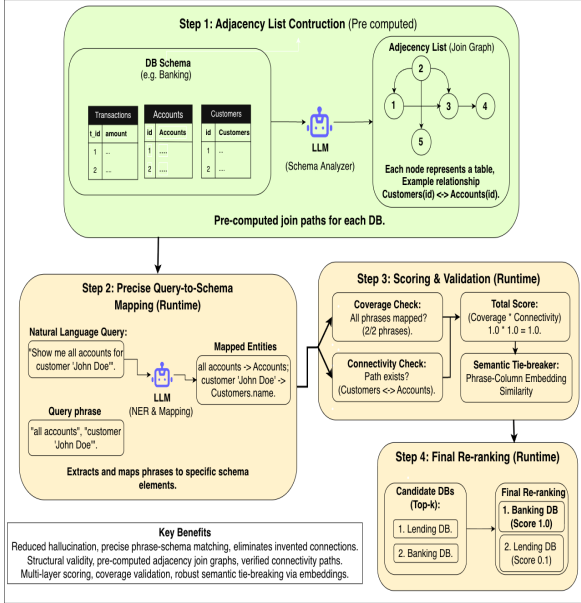 Step 1: Adjacency List Contruction (Pre computed)
DB Schema
(e.g. Banking)
Transactions
t_id amount
1 ...
2 ...
Accounts
id Accounts
1 ....
2 ....
Customers
id Customers
1 ...
2 ...
LLM
(Schema Analyzer)
Adjecency List (Join Graph)
2
1
3
4
5
Each node represents a table,
Example relationship
Customers(id) <-> Accounts(id).
Pre-computed join paths for each DB.
Step 2: Precise Query-to-Schema
Mapping (Runtime)
Natural Language Query:
"Show me all accounts for
customer 'John Doe'".
LLM
(NER & Mapping)
Mapped Entities
all accounts -> Accounts;
customer 'John Doe' ->
Customers.name.
Query phrase
"all accounts", "customer
'John Doe'".
Extracts and maps phrases to specific schema
elements.
Step 3: Scoring & Validation (Runtime)
Coverage Check:
All phrases mapped?
(2/2 phrases).
Connectivity Check:
Path exists?
(Customers <-> Accounts).
Total Score:
(Coverage * Connectivity)
1.0 * 1.0 = 1.0.
Semantic Tie-breaker:
Phrase-Column Embedding
Similarity
Step 4: Final Re-ranking (Runtime)
Candidate DBs
(Top-k):
1. Lending DB.
2. Banking DB.
Final Re-ranking
1. Banking DB
(Score 1.0)
2. Lending DB
(Score 0.1)
Key Benefits
Reduced hallucination, precise phrase-schema matching, eliminates invented connections.
Structural validity, pre-computed adjacency join graphs, verified connectivity paths.
Multi-layer scoring, coverage validation, robust semantic tie-breaking via embeddings.